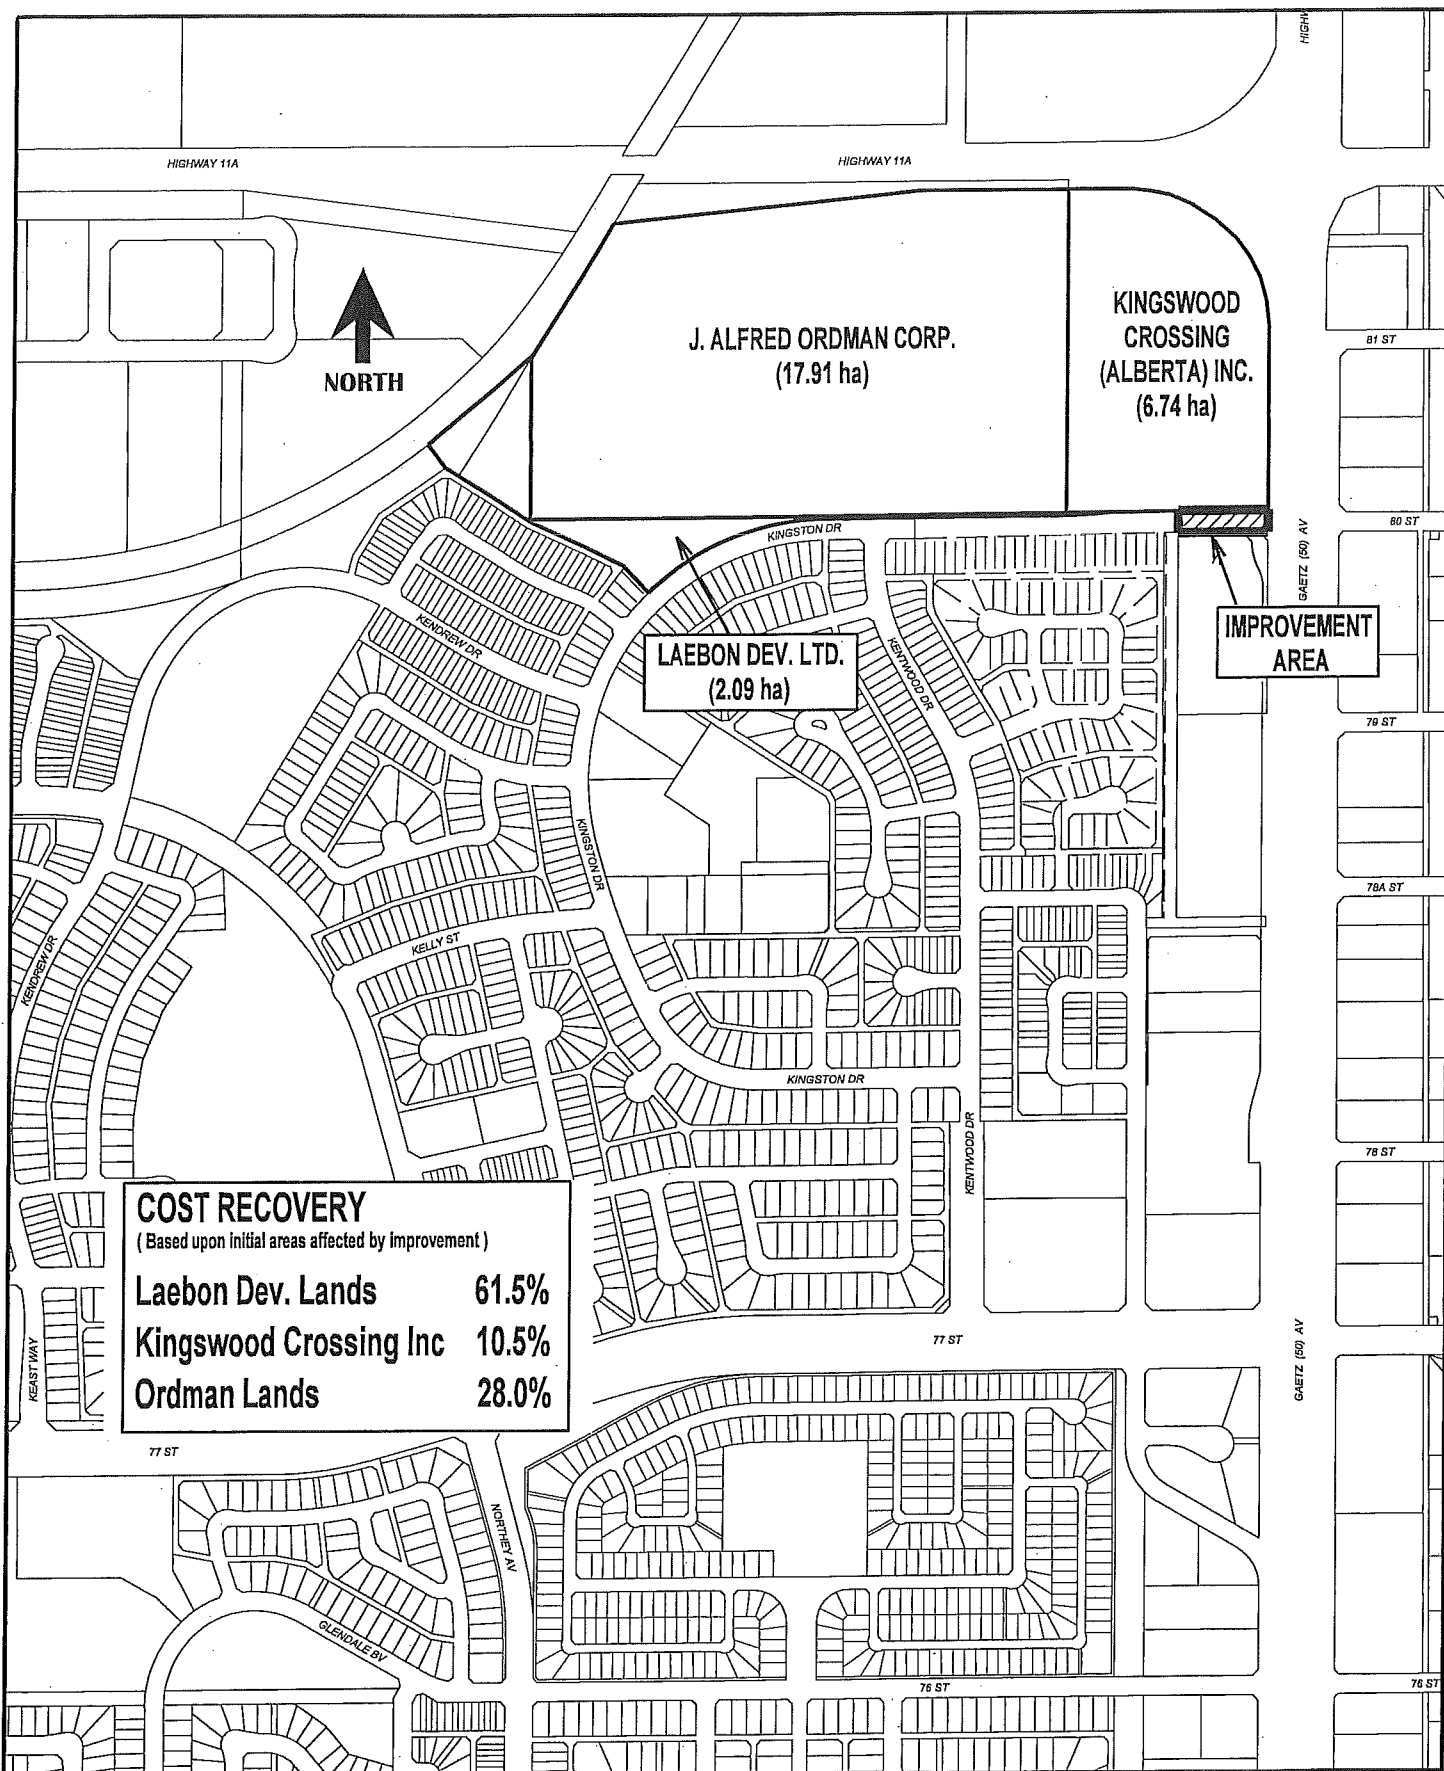 HIGHWAY 11A
HIGHWAY 11A
J. ALFRED ORDMAN CORP.
(17.91 ha)
KINGSWOOD
CROSSING
(ALBERTA) INC.
(6.74 ha)
NORTH
81 ST
80 ST
GAETZ (50) AV
KINGSTON DR
IMPROVEMENT
AREA
LAEBON DEV. LTD.
(2.09 ha)
KENDREW DR
KENTWOOD DR
79 ST
KINGSTON DR
78A ST
KELLY ST
KENDREW DR
KINGSTON DR
KENTWOOD DR
78 ST
COST RECOVERY
( Based upon initial areas affected by improvement )
Laebon Dev. Lands 61.5%
Kingswood Crossing Inc 10.5%
Ordman Lands 28.0%
KEAST WAY
77 ST
GAETZ (50) AV
77 ST
NORTHEY AV
GLENDALE BV
76 ST
76 ST